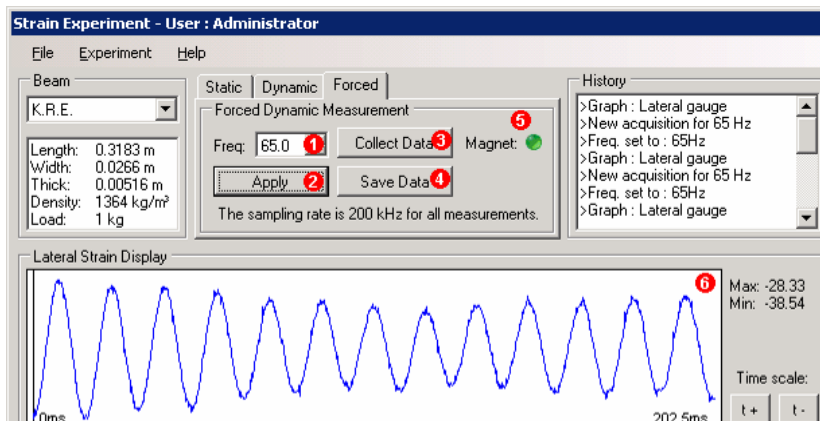 Strain Experiment - User : Administrator
File Experiment Help
Beam
K.R.E.
Length: 0.3183 m
Width: 0.0266 m
Thick: 0.00516 m
Density: 1364 kg/m³
Load: 1 kg
Static Dynamic Forced
Forced Dynamic Measurement
Freq: 65.0 1 Collect Data 3 Magnet: 5
Apply 2 Save Data 4
The sampling rate is 200 kHz for all measurements.
History
>Graph : Lateral gauge
>New acquisition for 65 Hz
>Freq. set to : 65Hz
>Graph : Lateral gauge
>New acquisition for 65 Hz
>Freq. set to : 65Hz
>Graph : Lateral gauge
Lateral Strain Display
6
Max: -28.33
Min: -38.54
Time scale:
t + t -
0ms 202.5ms